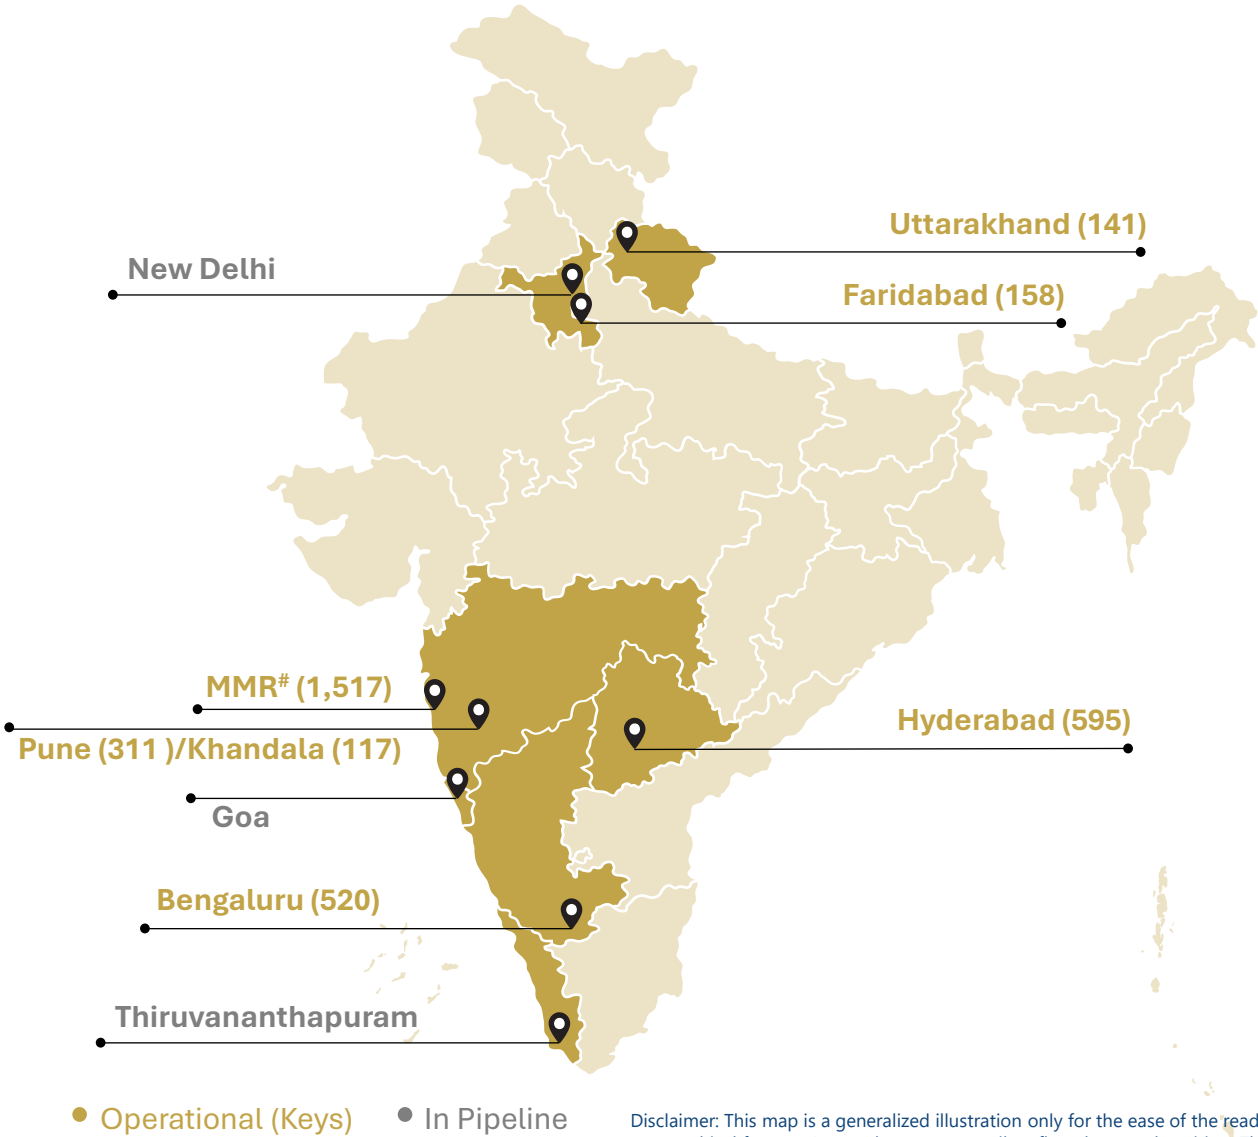 Uttarakhand (141)
New Delhi
Faridabad (158)
MMR# (1,517)
Hyderabad (595)
Pune (311 )/Khandala (117)
Goa
Bengaluru (520)
Thiruvananthapuram
Operational (Keys)
In Pipeline
Disclaimer: This map is a generalized illustration only for the ease of the read